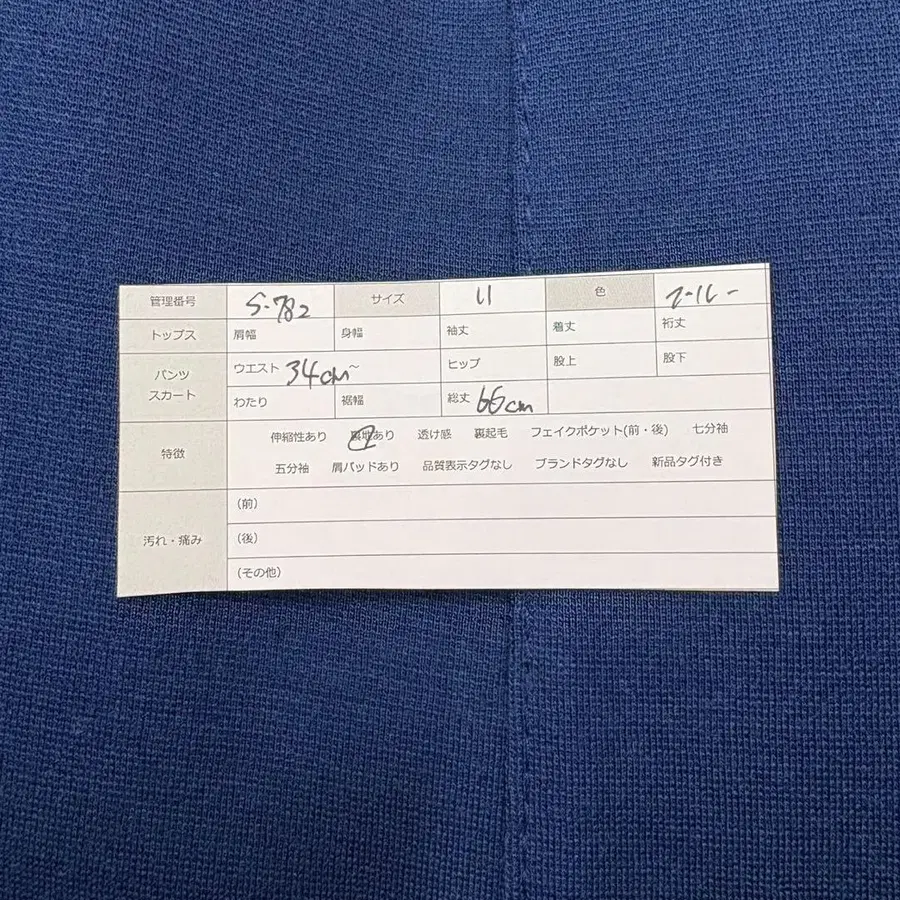 管理番号 S-782 サイズ 11 色 ブルー
トップス 肩幅 身幅 袖丈 着丈 裄丈
パンツ スカート ウエスト 34cm~ ヒップ 股上 股下
わたり 裾幅 総丈 66cm
特徴 伸縮性あり 裏地あり 透け感 裏起毛 フェイクポケット(前・後) 七分袖
五分袖 肩パッドあり 品質表示タグなし ブランドタグなし 新品タグ付き
汚れ・痛み (前)
(後)
(その他)